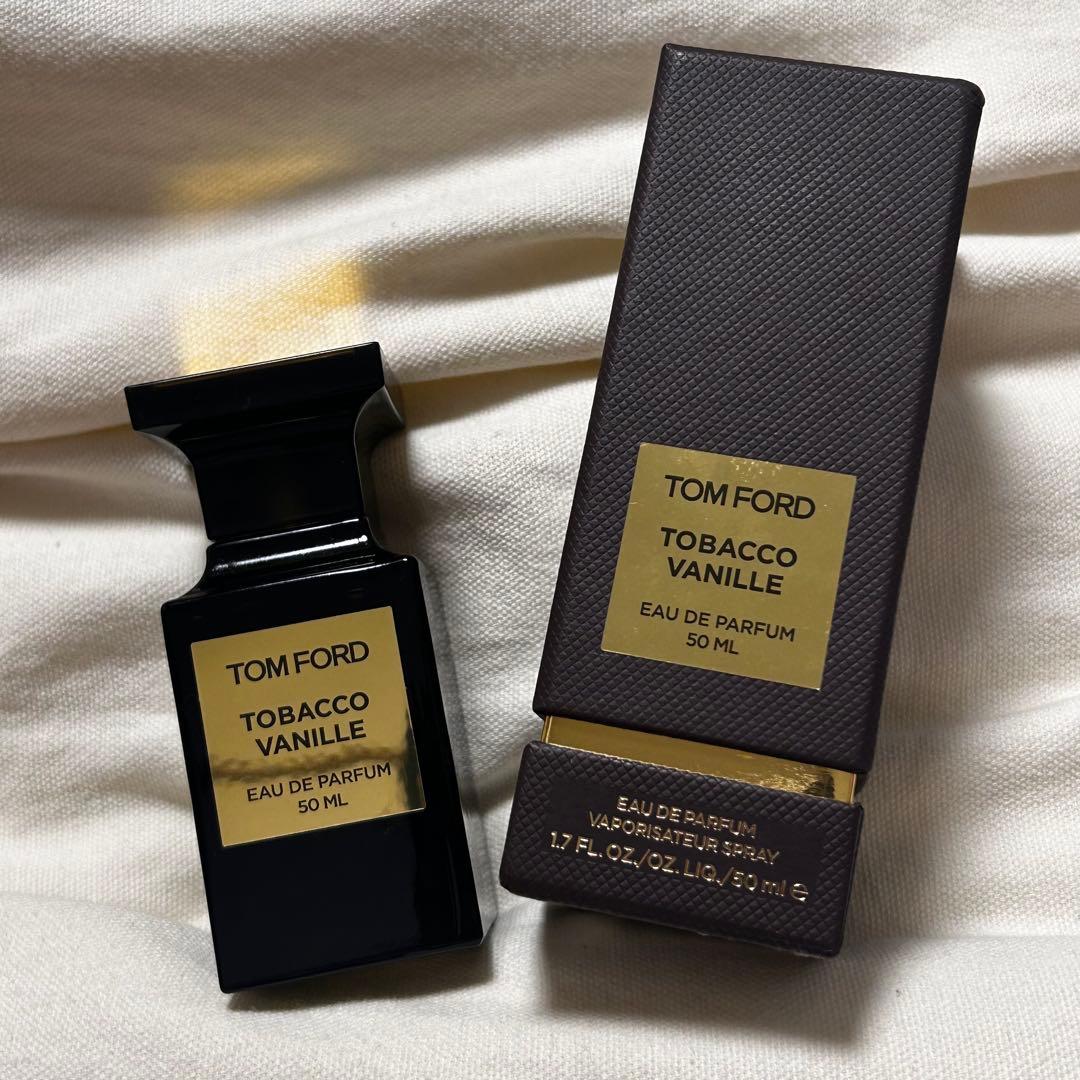 TOM FORD
TOBACCO
VANILLE
EAU DE PARFUM
50 ML
TOM FORD
TOBACCO
VANILLE
EAU DE PARFUM
50 ML
EAU DE PARFUM
VAPORISATEUR SPRAY
1.7 FL. OZ./OZ. LIQ./50 ml ℮